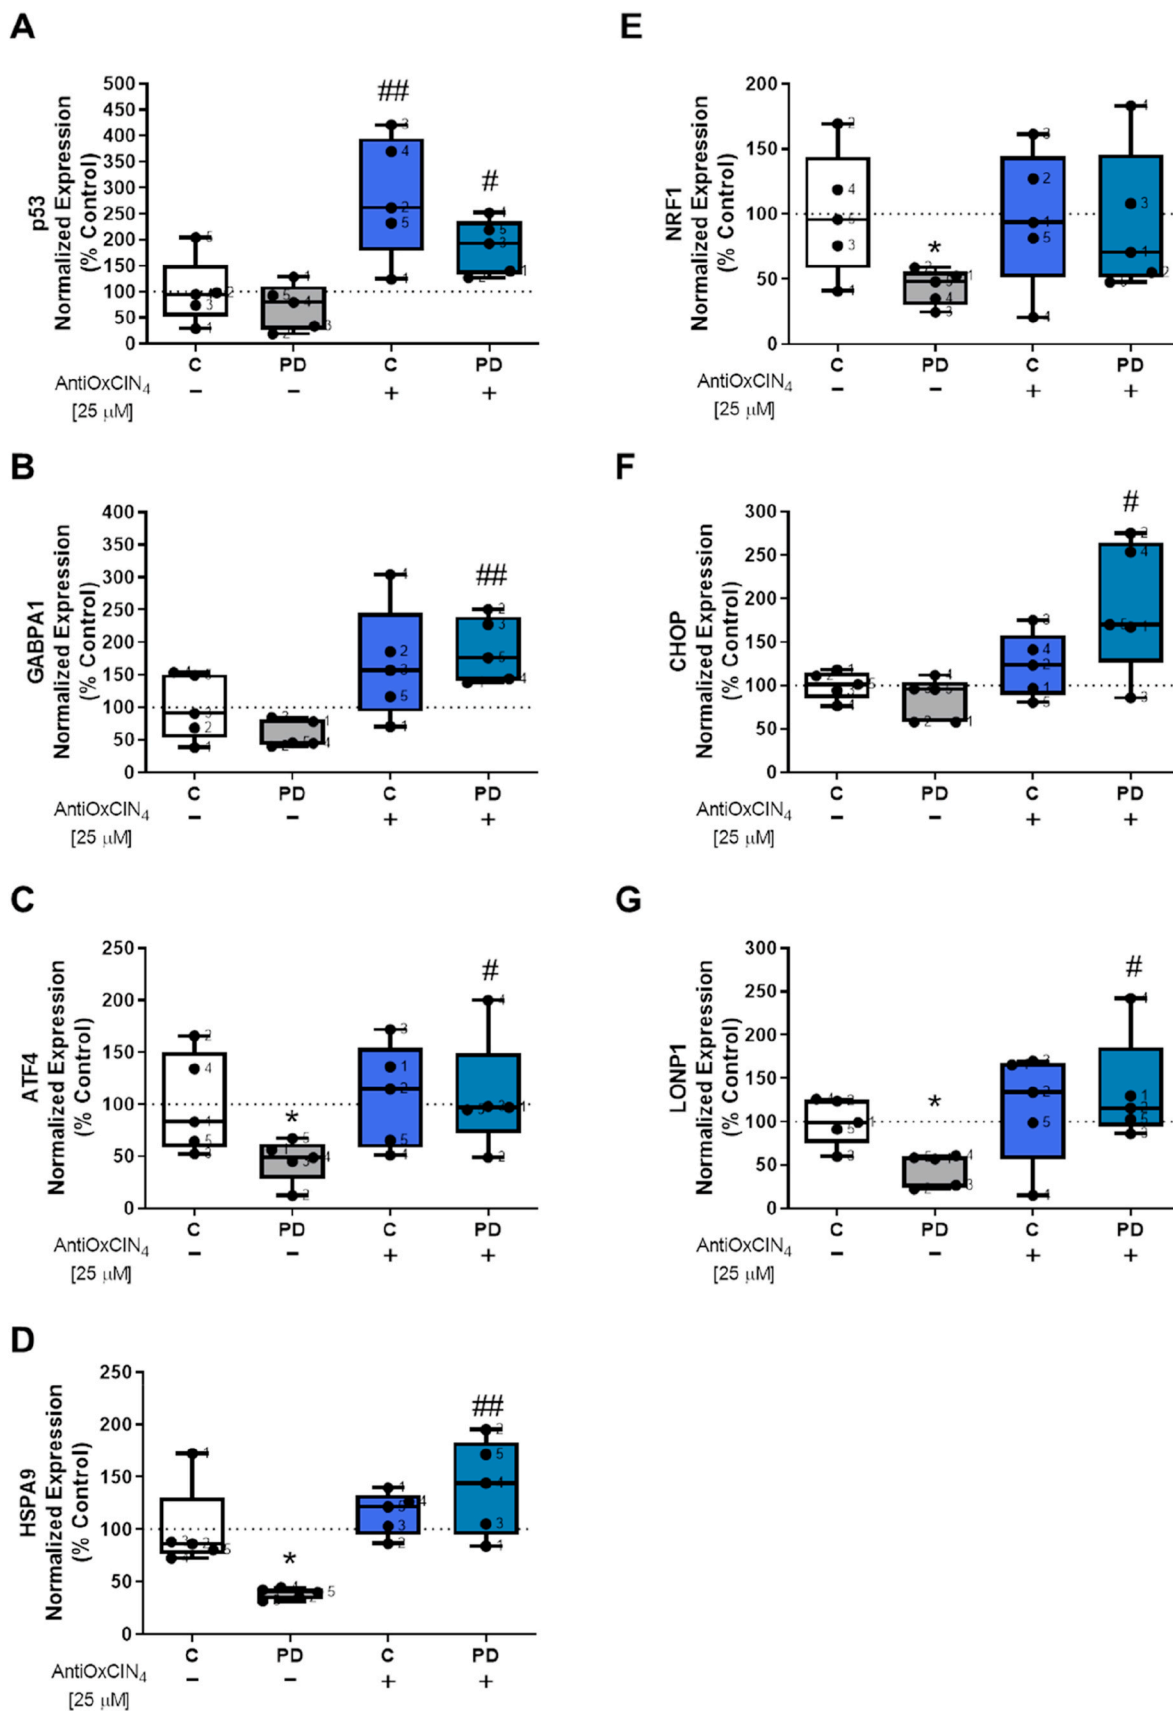 A
p53
Normalized Expression
(% Control)
500
450
400
350
300
250
200
150
100
50
0
##
#
C
PD
C
PD
AntiOxCIN4
[25 µM]
−
−
+
+
B
GABPA1
Normalized Expression
(% Control)
400
350
300
250
200
150
100
50
0
##
C
PD
C
PD
AntiOxCIN4
[25 µM]
−
−
+
+
C
ATF4
Normalized Expression
(% Control)
250
200
150
100
50
0
*
#
C
PD
C
PD
AntiOxCIN4
[25 µM]
−
−
+
+
D
HSPA9
Normalized Expression
(% Control)
250
200
150
100
50
0
*
##
C
PD
C
PD
AntiOxCIN4
[25 µM]
−
−
+
+
E
NRF1
Normalized Expression
(% Control)
200
150
100
50
0
*
C
PD
C
PD
AntiOxCIN4
[25 µM]
−
−
+
+
F
CHOP
Normalized Expression
(% Control)
300
250
200
150
100
50
0
#
C
PD
C
PD
AntiOxCIN4
[25 µM]
−
−
+
+
G
LONP1
Normalized Expression
(% Control)
300
250
200
150
100
50
0
*
#
C
PD
C
PD
AntiOxCIN4
[25 µM]
−
−
+
+